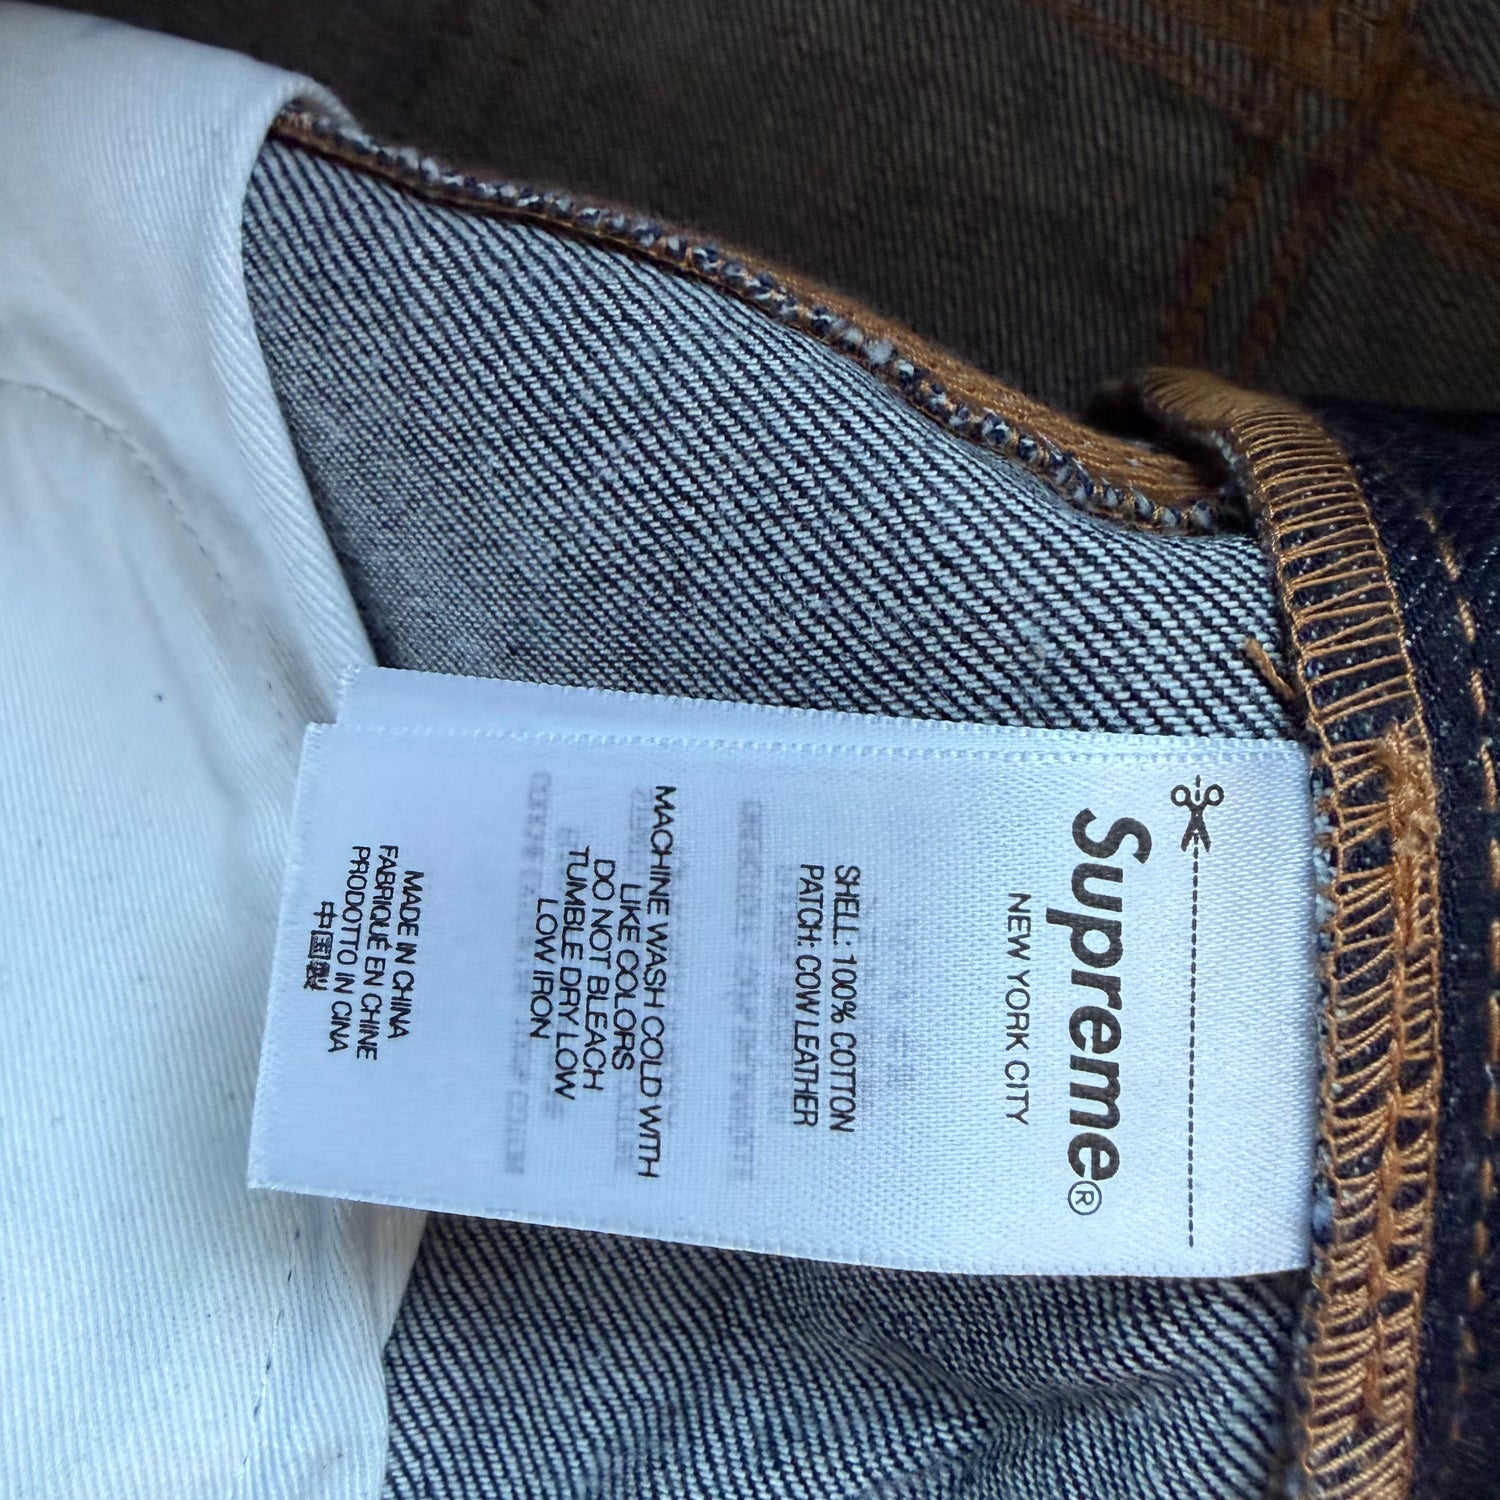 Supreme®
NEW YORK CITY
SHELL: 100% COTTON
PATCH: COW LEATHER
MACHINE WASH COLD WITH
LIKE COLORS
DO NOT BLEACH
TUMBLE DRY LOW
LOW IRON
MADE IN CHINA
FABRIQUÉ EN CHINE
PRODOTTO IN CINA
中国製